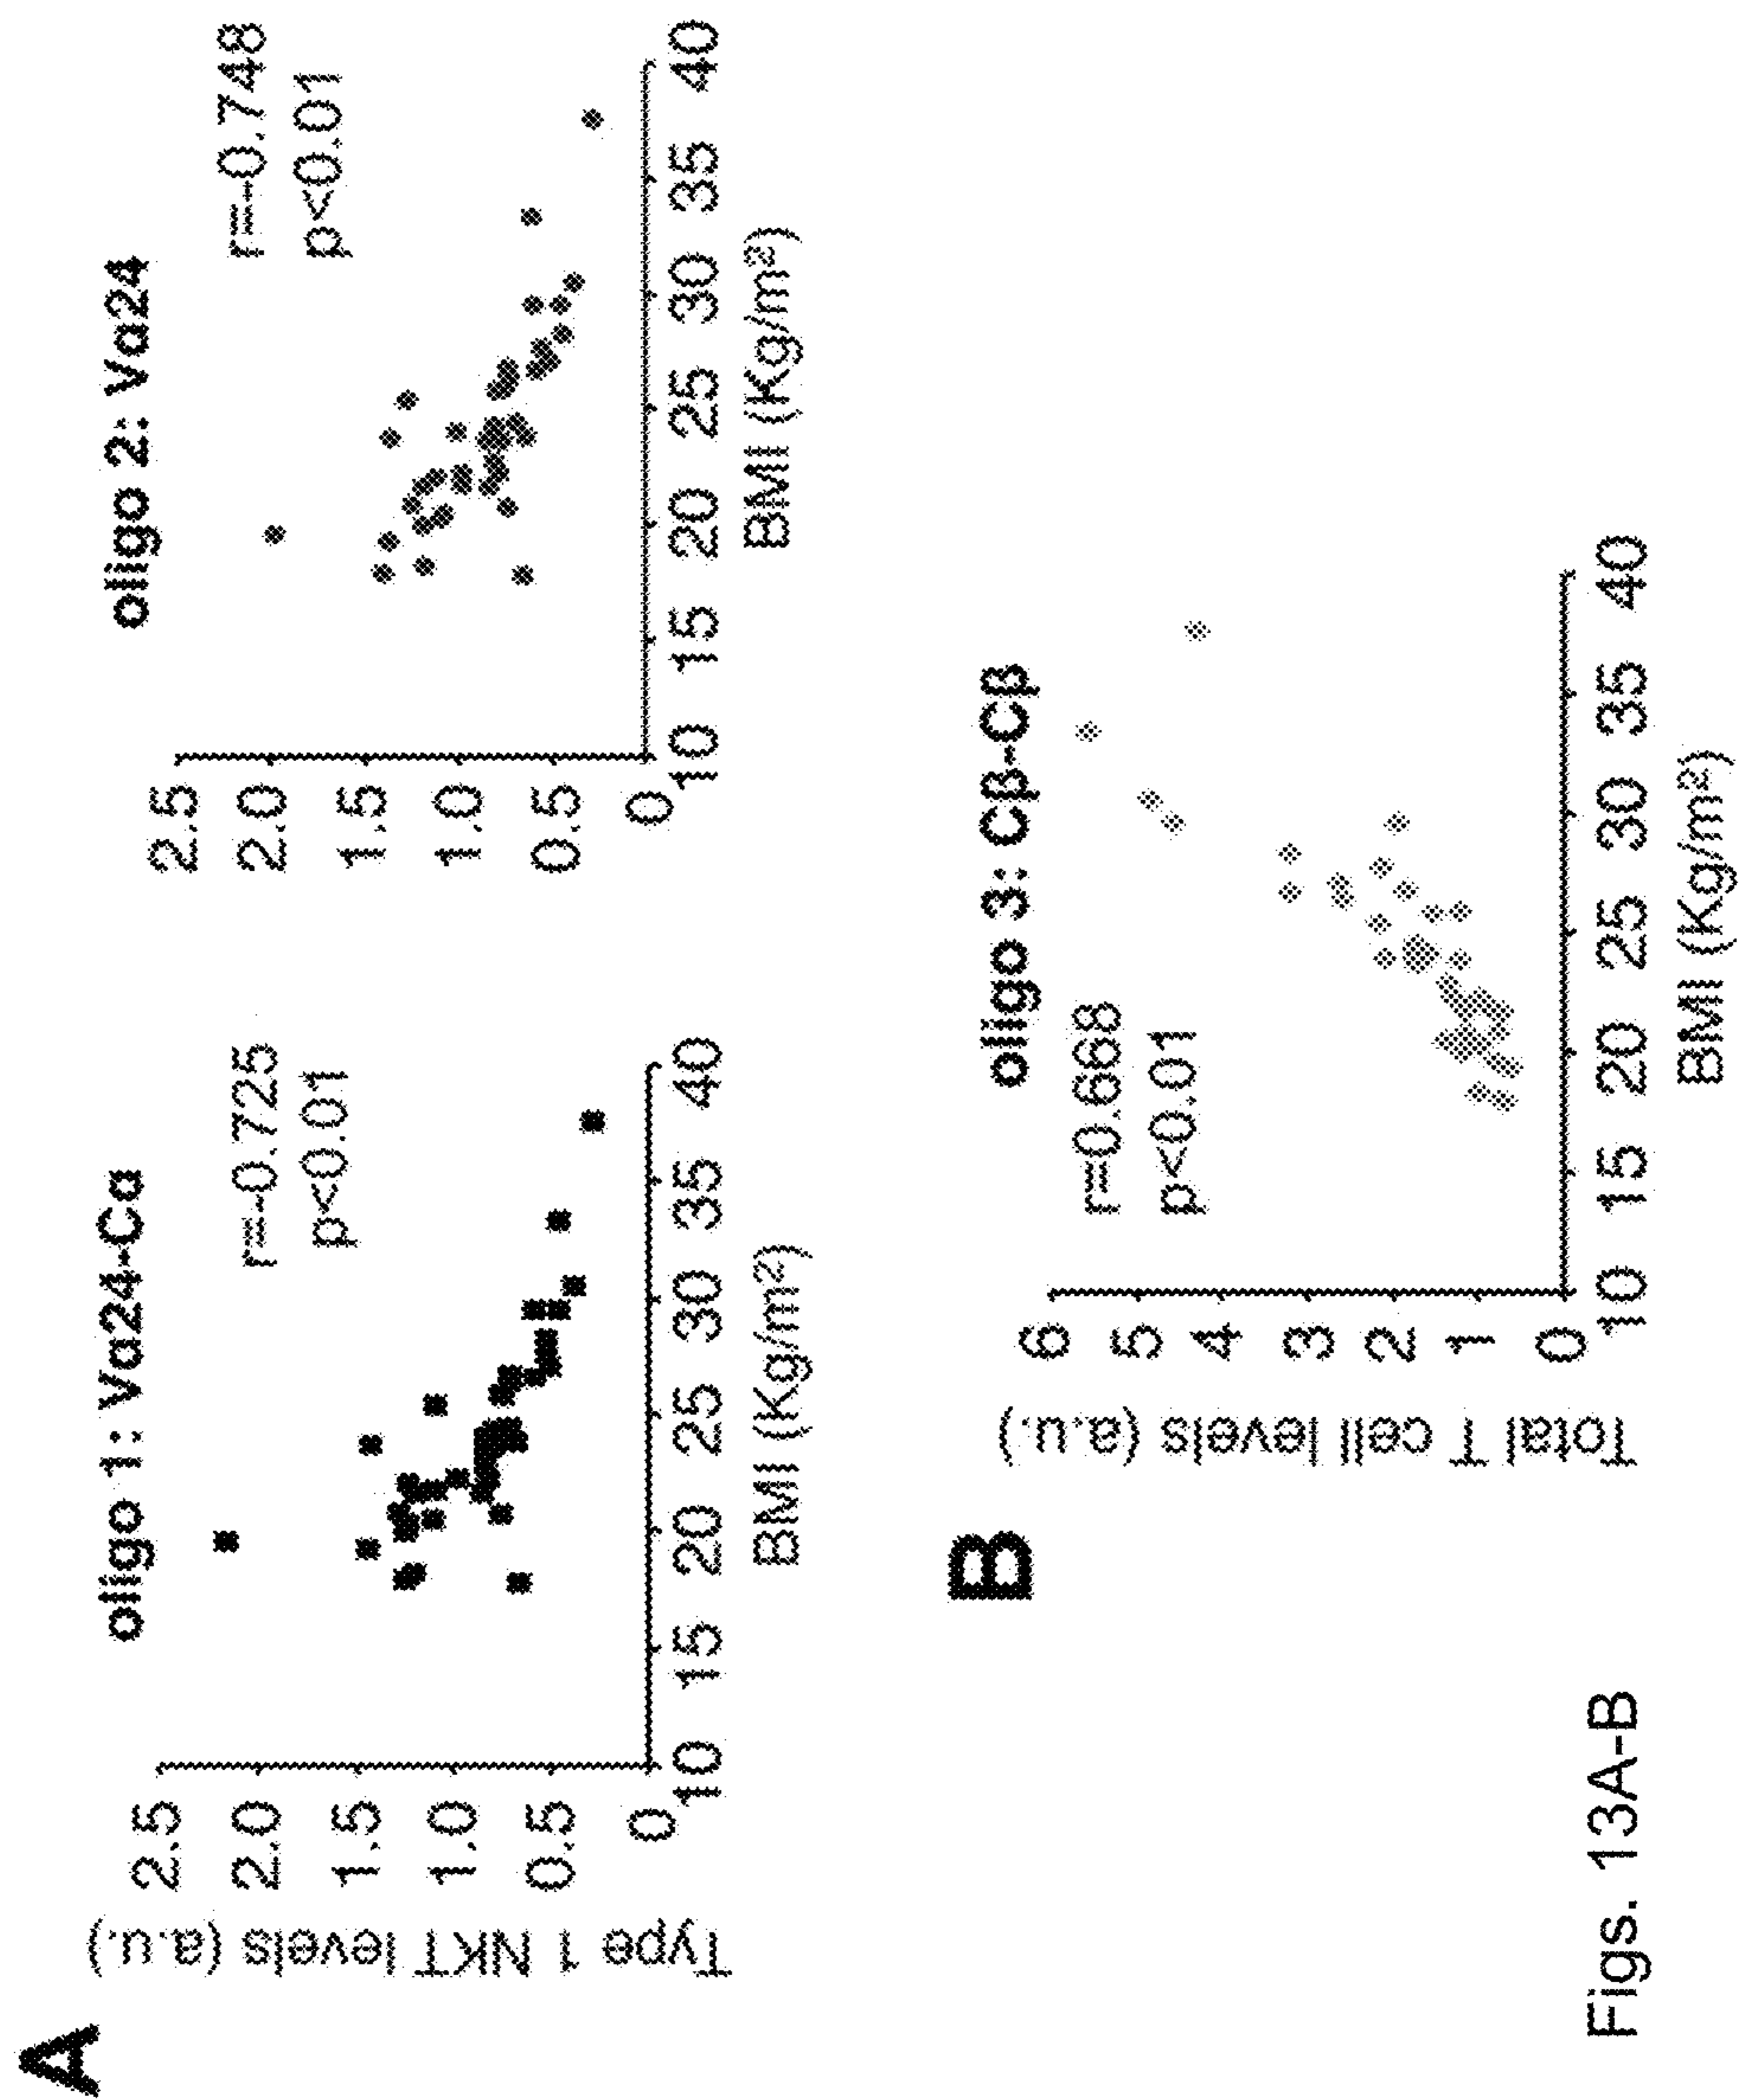 A
oligo 1: Vα24-Cα
r=-0.725
p<0.01
Type 1 NKT levels (a.u.)
2.5
2.0
1.5
1.0
0.5
0
10 15 20 25 30 35 40
BMI (Kg/m²)
oligo 2: Vα24
r=-0.748
p<0.01
2.5
2.0
1.5
1.0
0.5
0
10 15 20 25 30 35 40
BMI (Kg/m²)
B
oligo 3: Cβ-Cβ
r=0.668
p<0.01
Total T cell levels (a.u.)
6
5
4
3
2
1
0
10 15 20 25 30 35 40
BMI (Kg/m²)
Figs. 13A-B